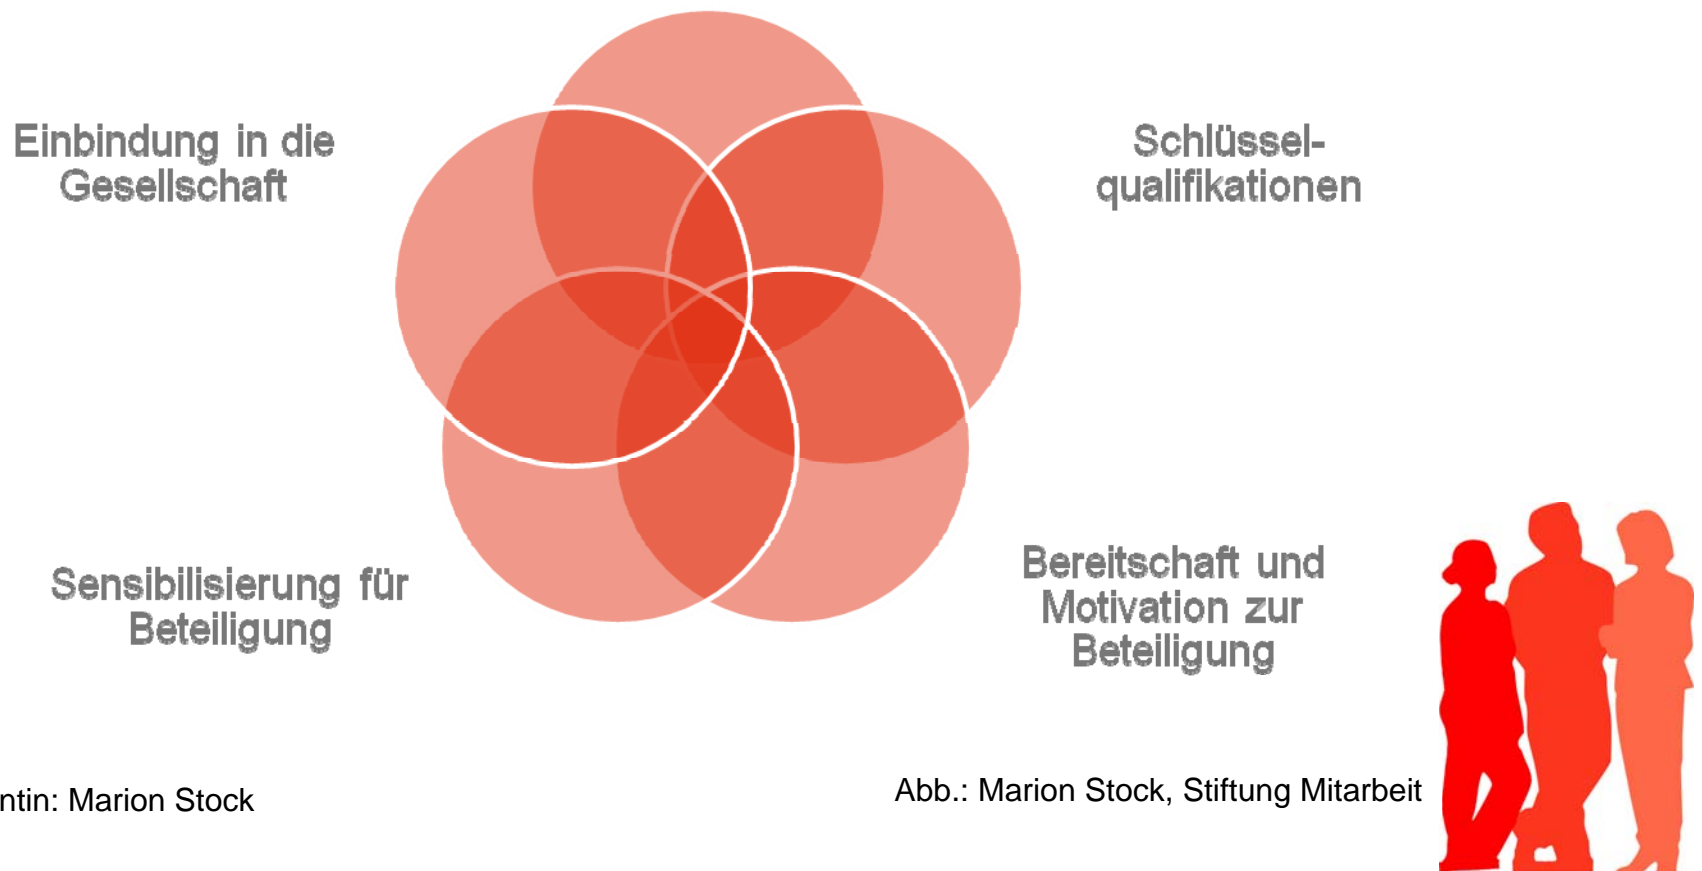 Einbindung in die
Gesellschaft
Schlüssel-
qualifikationen
Sensibilisierung für
Beteiligung
Bereitschaft und
Motivation zur
Beteiligung
ntin: Marion Stock
Abb.: Marion Stock, Stiftung Mitarbeit